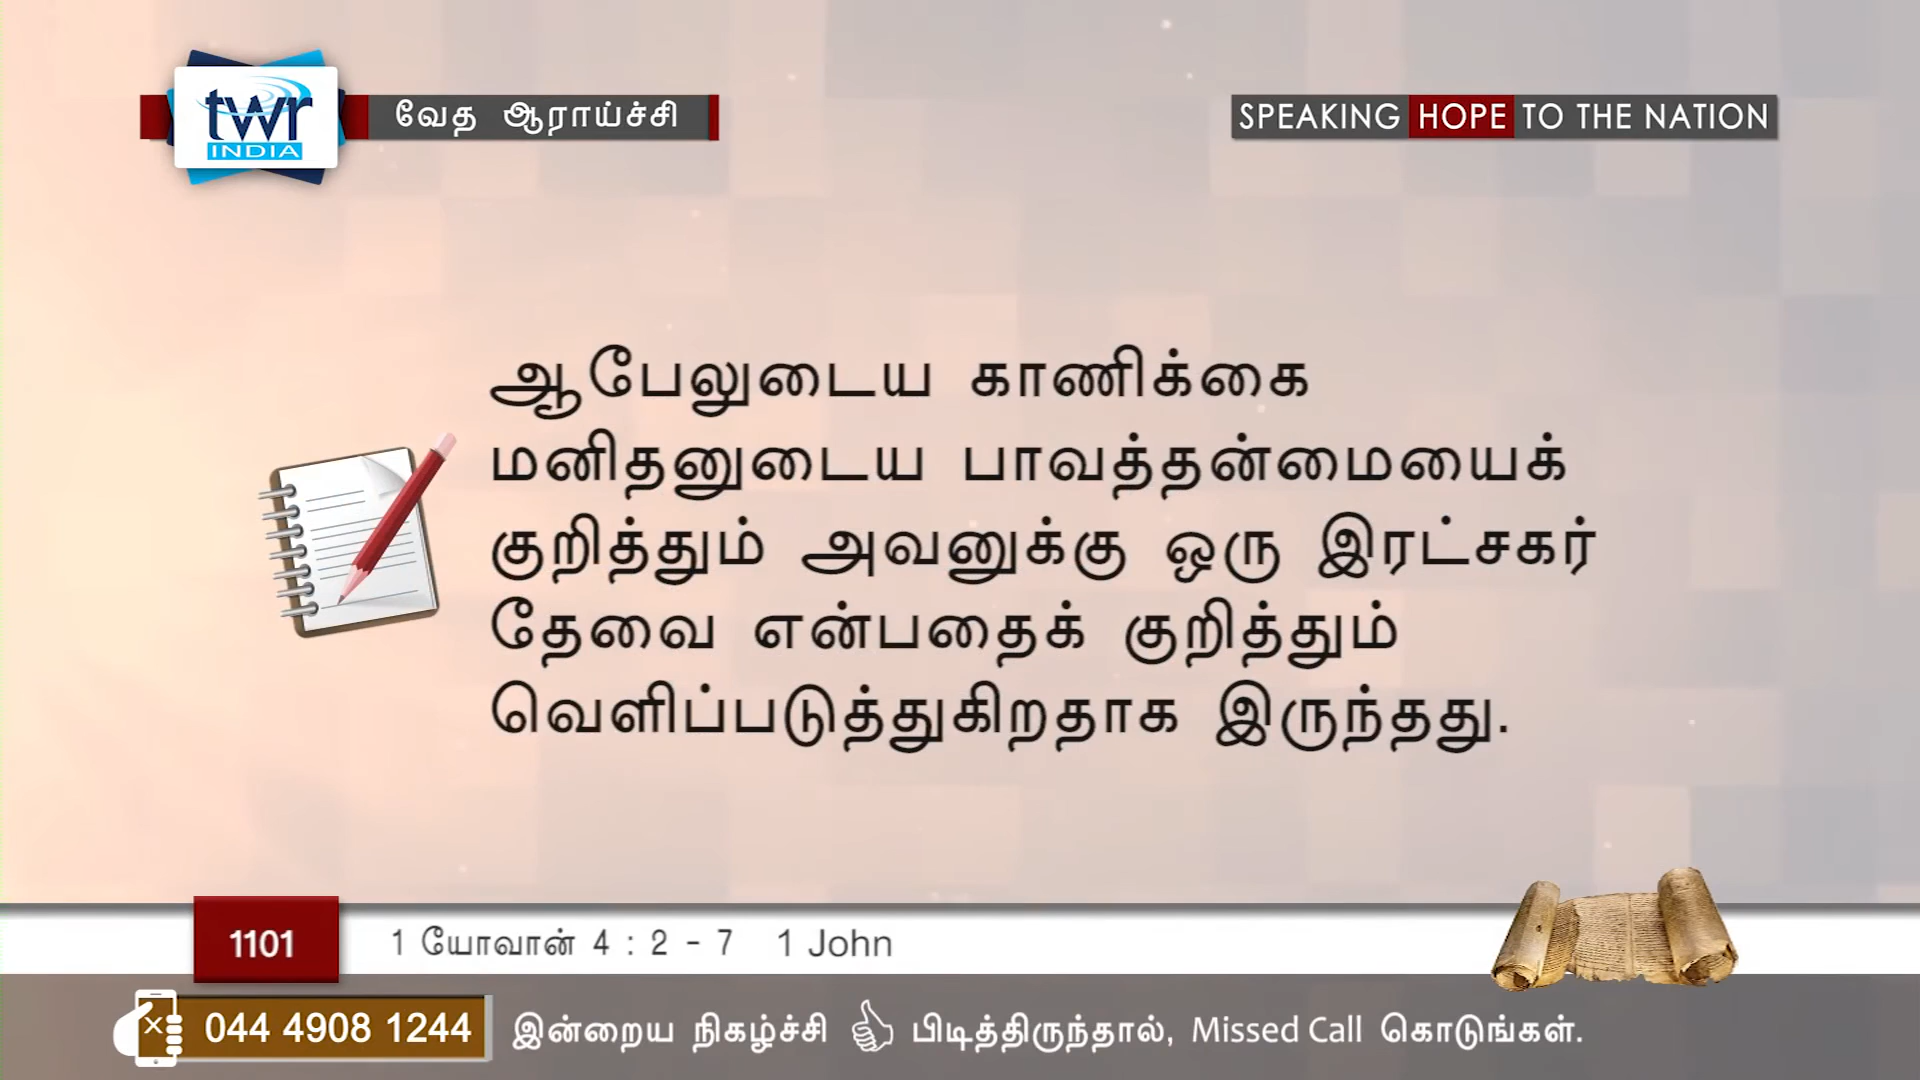 twr
INDIA
வேத ஆராய்ச்சி
SPEAKING HOPE TO THE NATION
ஆபேலுடைய காணிக்கை
மனிதனுடைய பாவத்தன்மையைக்
குறித்தும் அவனுக்கு ஒரு இரட்சகர்
தேவை என்பதைக் குறித்தும்
வெளிப்படுத்துகிறதாக இருந்தது.
1101
1 யோவான் 4 : 2 - 7 1 John
044 4908 1244
இன்றைய நிகழ்ச்சி பிடித்திருந்தால், Missed Call கொடுங்கள்.